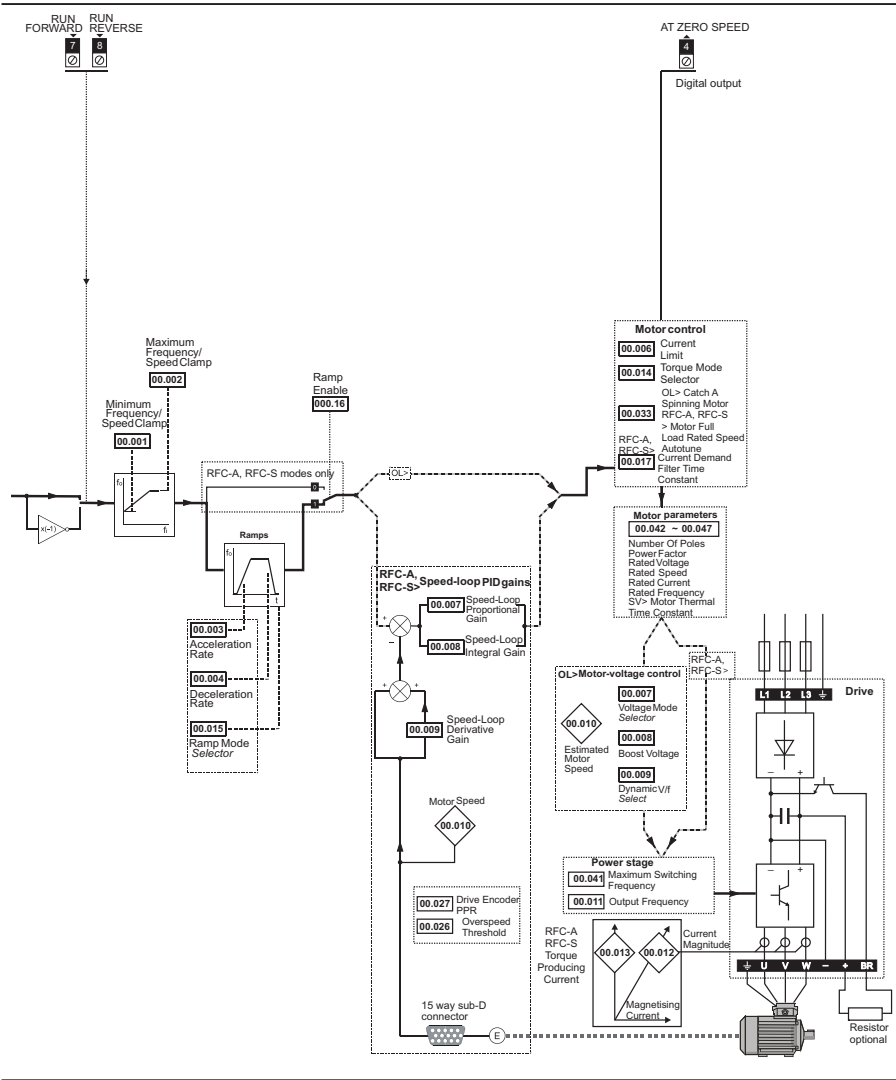 RUN FORWARD
RUN REVERSE
7
8
AT ZERO SPEED
4
Digital output
Maximum
Frequency/
Speed Clamp
00.002
Minimum
Frequency/
Speed Clamp
00.001
Ramp
Enable
000.16
RFC-A, RFC-S modes only
OL>
x(-1)
f0
fi
Ramps
f0
t
00.003
Acceleration
Rate
00.004
Deceleration
Rate
00.015
Ramp Mode
Selector
RFC-A,
RFC-S>
Speed-loop PID gains
+
–
00.007
Speed-Loop
Proportional
Gain
00.008
Speed-Loop
Integral Gain
+ +
00.009
Speed-Loop
Derivative
Gain
Motor Speed
00.010
00.027
Drive Encoder
PPR
00.026
Overspeed
Threshold
15 way sub-D
connector
E
Motor control
00.006
Current
Limit
00.014
Torque Mode
Selector
00.033
OL> Catch A
Spinning Motor
RFC-A, RFC-S
> Motor Full
Load Rated Speed
Autotune
RFC-A,
RFC-S>
00.017
Current Demand
Filter Time
Constant
Motor parameters
00.042 ~ 00.047
Number Of Poles
Power Factor
Rated Voltage
Rated Speed
Rated Current
Rated Frequency
SV> Motor Thermal
Time Constant
RFC-A,
RFC-S>
OL>Motor-voltage control
00.007
Voltage Mode
Selector
00.010
Estimated
Motor
Speed
00.008
Boost Voltage
00.009
Dynamic V/f
Select
Power stage
00.041
Maximum Switching
Frequency
00.011
Output Frequency
RFC-A
RFC-S
Torque
Producing
Current
00.013
00.012
Current
Magnitude
Magnetising
Current
L1 L2 L3
Drive
– +
– +
U V W – + BR
Resistor
optional